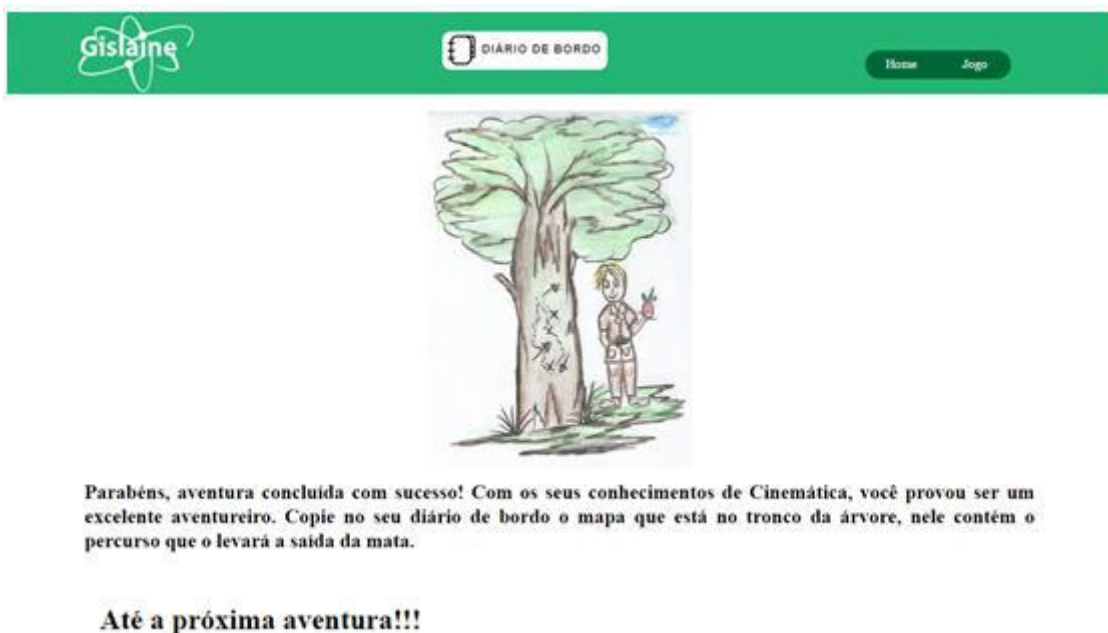 Gislaine
DIÁRIO DE BORDO
Home Jogo
Parabéns, aventura concluída com sucesso! Com os seus conhecimentos de Cinemática, você provou ser um
excelente aventureiro. Copie no seu diário de bordo o mapa que está no tronco da árvore, nele contém o
percurso que o levará a saída da mata.
Até a próxima aventura!!!